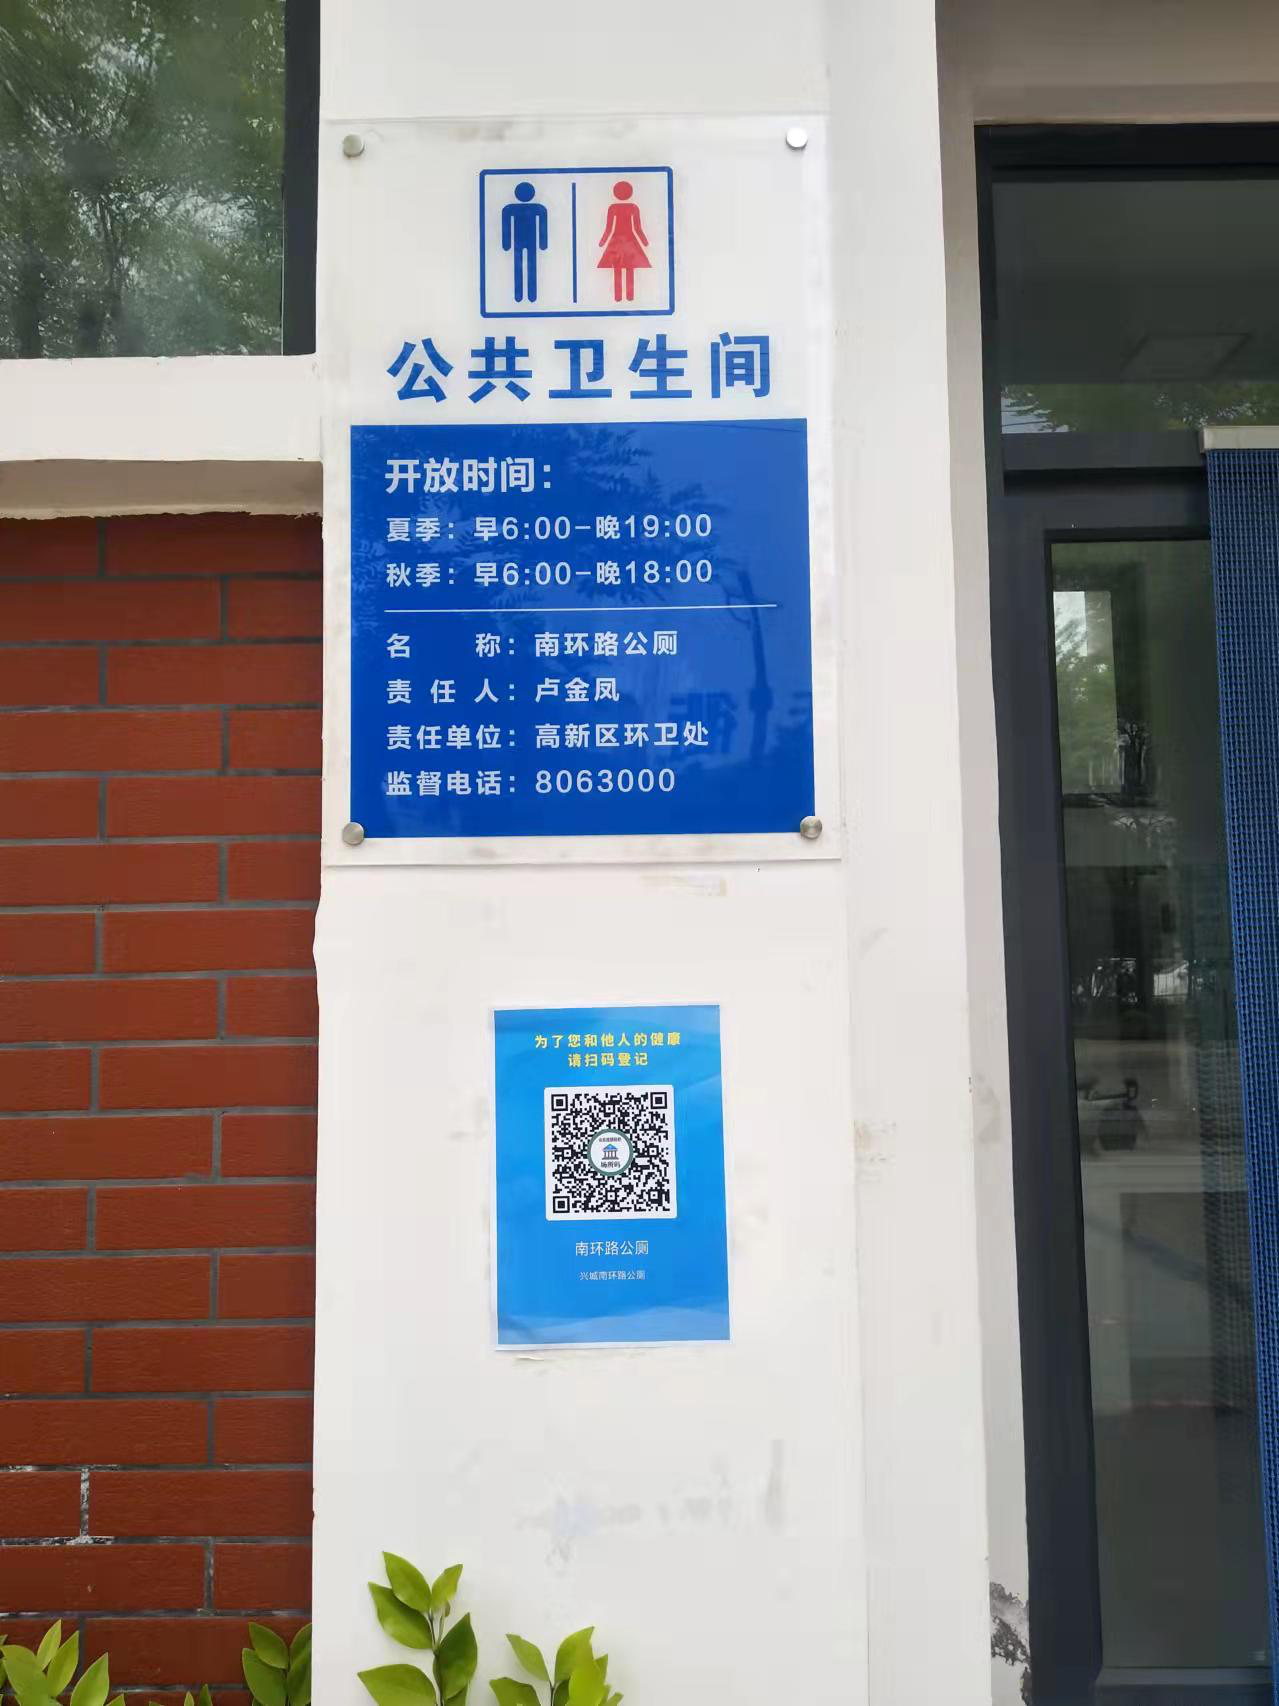 公共卫生间
开放时间：
夏季：早6:00-晚19:00
秋季：早6:00-晚18:00
名称：南环路公厕
责任人：卢金凤
责任单位：高新区环卫处
监督电话：8063000
为了您和他人的健康
请扫码登记
场所码
南环路公厕
兴城南环路公厕